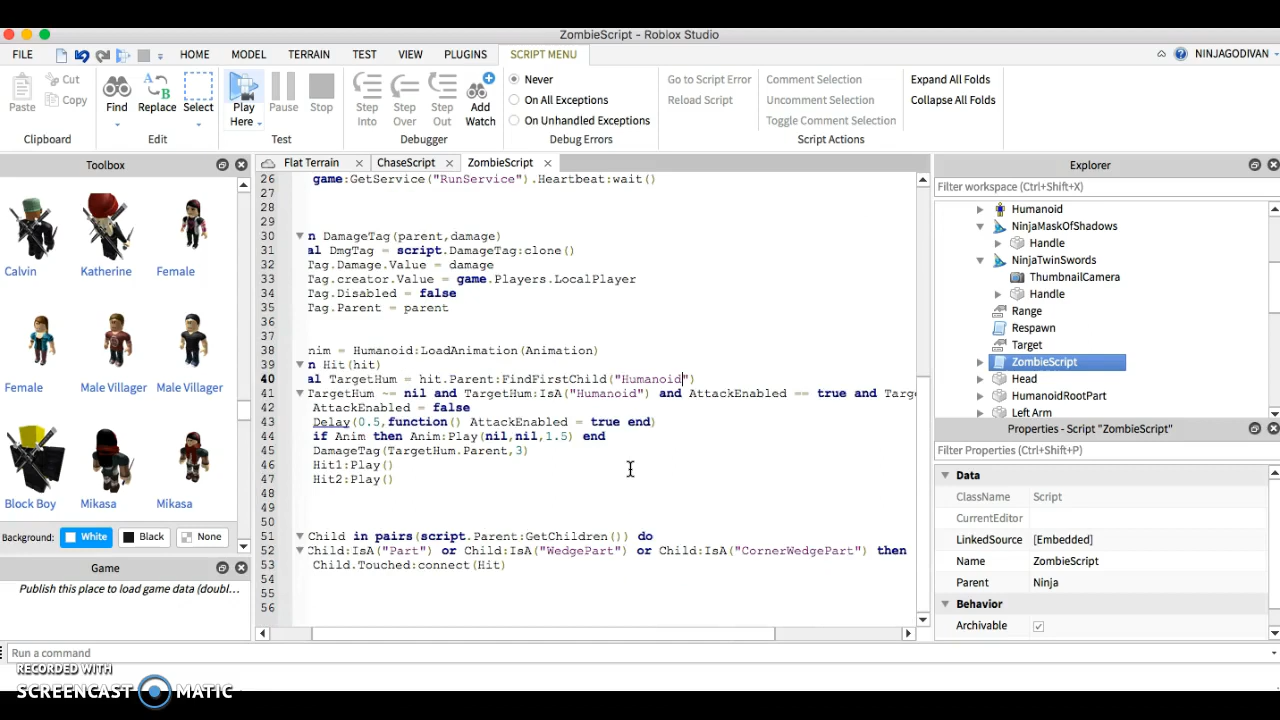 ZombieScript - Roblox Studio
FILE HOME MODEL TERRAIN TEST VIEW PLUGINS SCRIPT MENU NINJAGODIVAN
Paste Cut Copy Find Replace Select Play Here Pause Stop Step Into Step Over Step Out Add Watch
Never
On All Exceptions
On Unhandled Exceptions
Go to Script Error
Reload Script
Comment Selection
Uncomment Selection
Toggle Comment Selection
Expand All Folds
Collapse All Folds
Clipboard Edit Test Debugger Debug Errors Script Actions
Toolbox
Calvin Katherine Female
Female Male Villager Male Villager
Block Boy Mikasa Mikasa
Background: White Black None
Game
Publish this place to load game data (doubl...
Flat Terrain ChaseScript ZombieScript
26 game:GetService("RunService").Heartbeat:wait()
27
28
29
30 n DamageTag(parent,damage)
31 al DmgTag = script.DamageTag:clone()
32 Tag.Damage.Value = damage
33 Tag.creator.Value = game.Players.LocalPlayer
34 Tag.Disabled = false
35 Tag.Parent = parent
36
37
38 nim = Humanoid:LoadAnimation(Animation)
39 n Hit(hit)
40 al TargetHum = hit.Parent:FindFirstChild("Humanoid")
41 TargetHum ~= nil and TargetHum:IsA("Humanoid") and AttackEnabled == true and Targe
42 AttackEnabled = false
43 Delay(0.5,function() AttackEnabled = true end)
44 if Anim then Anim:Play(nil,nil,1.5) end
45 DamageTag(TargetHum.Parent,3)
46 Hit1:Play()
47 Hit2:Play()
48
49
50
51 Child in pairs(script.Parent:GetChildren()) do
52 Child:IsA("Part") or Child:IsA("WedgePart") or Child:IsA("CornerWedgePart") then
53 Child.Touched:connect(Hit)
54
55
56
Explorer
Filter workspace (Ctrl+Shift+X)
Humanoid
NinjaMaskOfShadows
Handle
NinjaTwinSwords
ThumbnailCamera
Handle
Range
Respawn
Target
ZombieScript
Head
HumanoidRootPart
Left Arm
Properties - Script "ZombieScript"
Filter Properties (Ctrl+Shift+P)
Data
ClassName Script
CurrentEditor
LinkedSource [Embedded]
Name ZombieScript
Parent Ninja
Behavior
Archivable
Run a command
RECORDED WITH
SCREENCAST MATIC